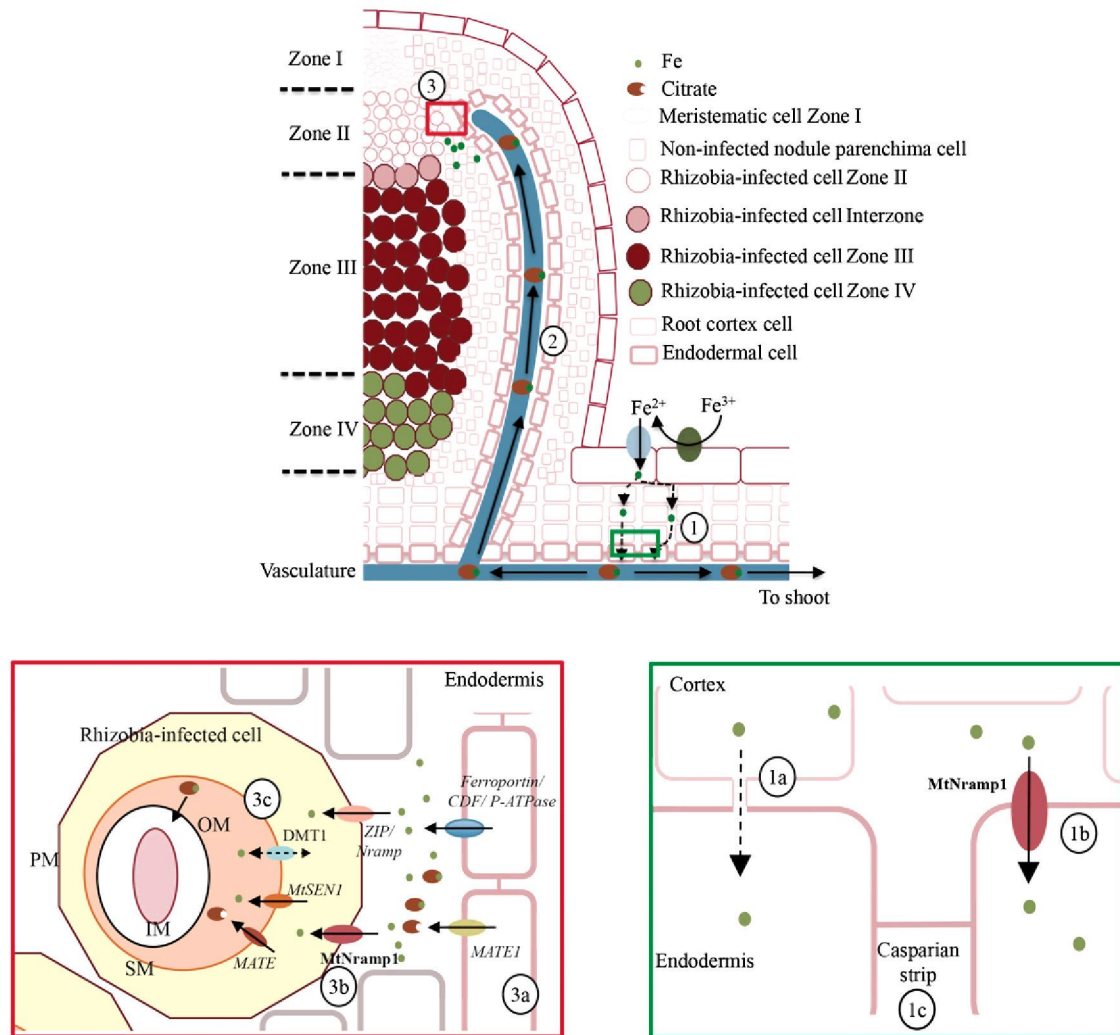 Zone I
3
Zone II
Zone III
2
Zone IV
Fe
Citrate
Meristematic cell Zone I
Non-infected nodule parenchima cell
Rhizobia-infected cell Zone II
Rhizobia-infected cell Interzone
Rhizobia-infected cell Zone III
Rhizobia-infected cell Zone IV
Root cortex cell
Endodermal cell
Fe2+
Fe3+
1
Vasculature
To shoot
Endodermis
Rhizobia-infected cell
Ferroportin/
CDF/ P-ATPase
3c
OM
DMT1
ZIP/
Nramp
PM
MtSEN1
IM
SM
MATE
MtNramp1
MATE1
3b
3a
Cortex
1a
MtNramp1
1b
Endodermis
Casparian
strip
1c